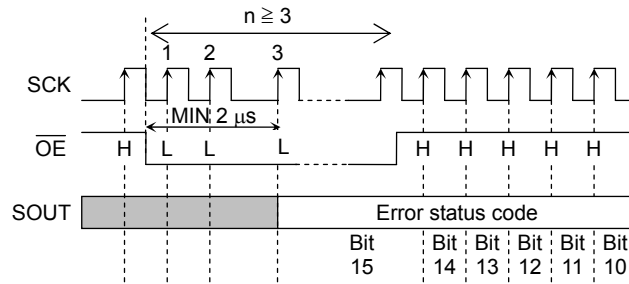 n ≧ 3
1 2 3
SCK
MIN 2 μs
OE H L L L H H H H H
SOUT Error status code
Bit Bit Bit Bit Bit Bit
15 14 13 12 11 10